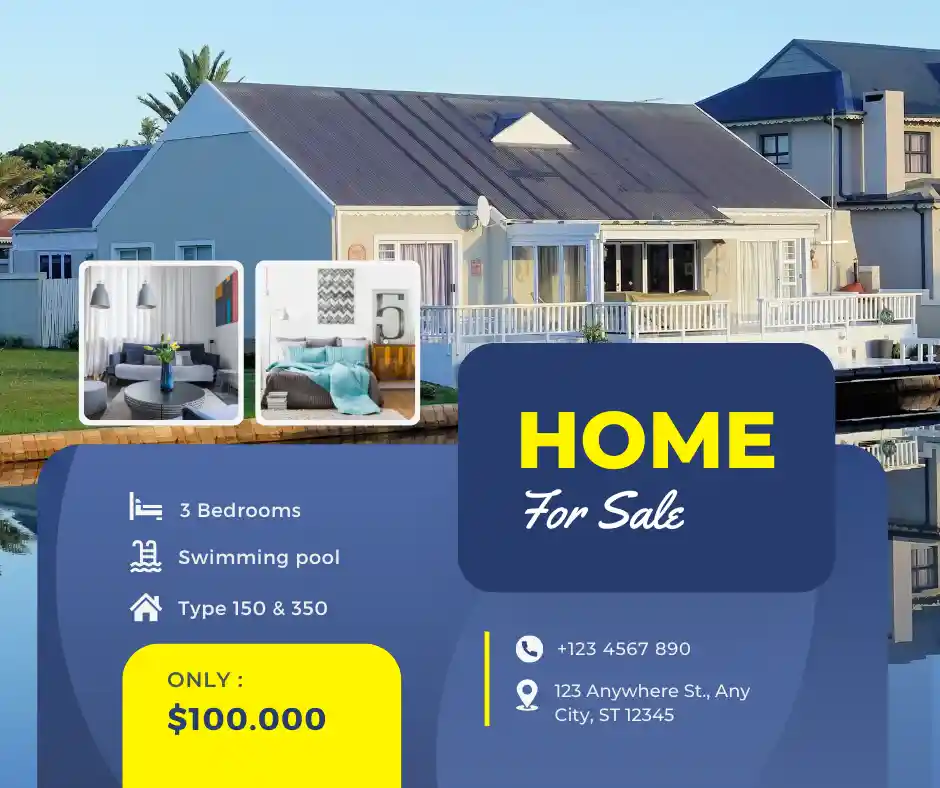 5
HOME
For Sale
3 Bedrooms
Swimming pool
Type 150 & 350
ONLY :
$100.000
+123 4567 890
123 Anywhere St., Any
City, ST 12345